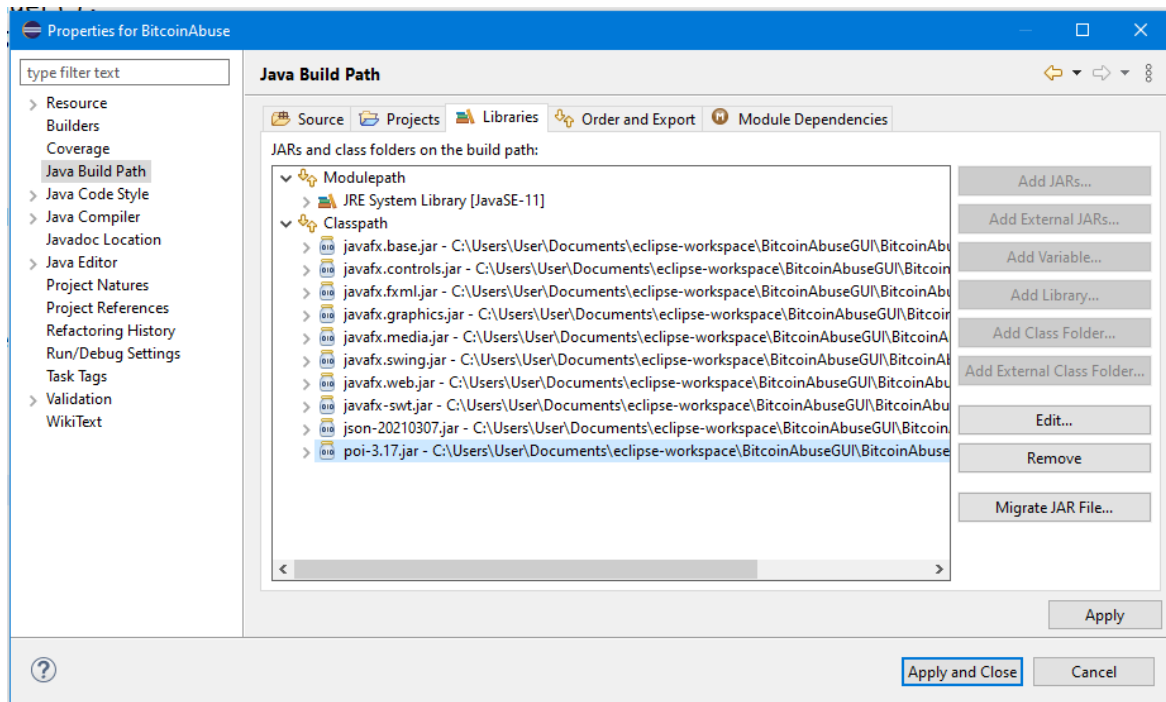 Properties for BitcoinAbuse
type filter text
Resource
Builders
Coverage
Java Build Path
Java Code Style
Java Compiler
Javadoc Location
Java Editor
Project Natures
Project References
Refactoring History
Run/Debug Settings
Task Tags
Validation
WikiText
Java Build Path
Source Projects Libraries Order and Export Module Dependencies
JARs and class folders on the build path:
Modulepath
JRE System Library [JavaSE-11]
Classpath
javafx.base.jar - C:\Users\User\Documents\eclipse-workspace\BitcoinAbuseGUI\BitcoinAbu
javafx.controls.jar - C:\Users\User\Documents\eclipse-workspace\BitcoinAbuseGUI\Bitcoin
javafx.fxml.jar - C:\Users\User\Documents\eclipse-workspace\BitcoinAbuseGUI\BitcoinAbu
javafx.graphics.jar - C:\Users\User\Documents\eclipse-workspace\BitcoinAbuseGUI\Bitcoir
javafx.media.jar - C:\Users\User\Documents\eclipse-workspace\BitcoinAbuseGUI\BitcoinA
javafx.swing.jar - C:\Users\User\Documents\eclipse-workspace\BitcoinAbuseGUI\BitcoinAl
javafx.web.jar - C:\Users\User\Documents\eclipse-workspace\BitcoinAbuseGUI\BitcoinAbu
javafx-swt.jar - C:\Users\User\Documents\eclipse-workspace\BitcoinAbuseGUI\BitcoinAbu
json-20210307.jar - C:\Users\User\Documents\eclipse-workspace\BitcoinAbuseGUI\Bitcoin
poi-3.17.jar - C:\Users\User\Documents\eclipse-workspace\BitcoinAbuseGUI\BitcoinAbuse
Add JARs...
Add External JARs...
Add Variable...
Add Library...
Add Class Folder...
Add External Class Folder...
Edit...
Remove
Migrate JAR File...
Apply
Apply and Close
Cancel